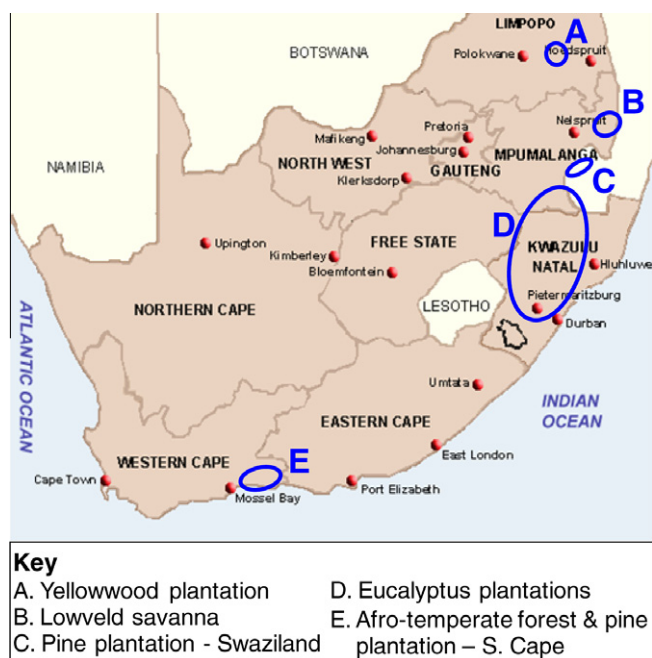 LIMPOPO
A
BOTSWANA
Polokwane
Hoedspruit
B
Nelspruit
Pretoria
Mafikeng
Johannesburg
MPUMALANGA
NAMIBIA
NORTH WEST
GAUTENG
Klerksdorp
C
D
Upington
FREE STATE
KWAZULU
NATAL
Hluhluwe
Kimberley
Bloemfontein
Pietermaritzburg
LESOTHO
NORTHERN CAPE
Durban
ATLANTIC OCEAN
Umtata
INDIAN
OCEAN
EASTERN CAPE
East London
WESTERN CAPE
E
Cape Town
Mossel Bay
Port Elizabeth
Key
A. Yellowwood plantation
B. Lowveld savanna
C. Pine plantation - Swaziland
D. Eucalyptus plantations
E. Afro-temperate forest & pine
plantation – S. Cape